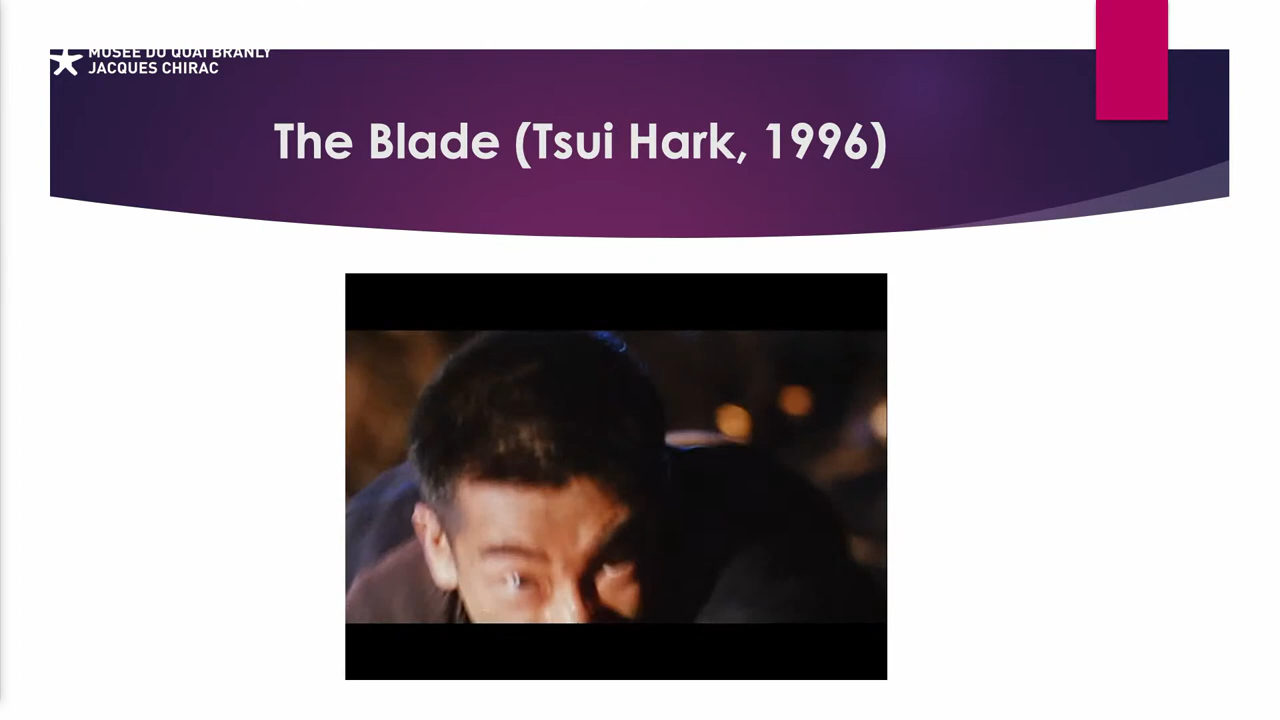 MUSÉE DU QUAI BRANLY
JACQUES CHIRAC
The Blade (Tsui Hark, 1996)